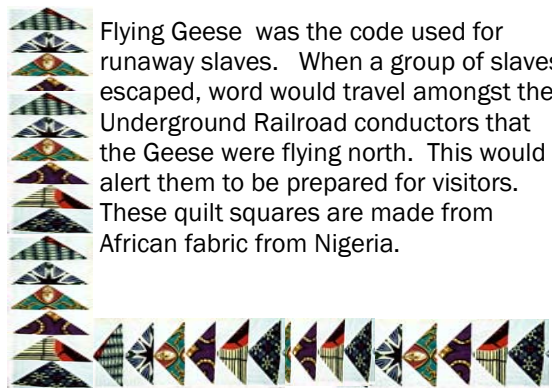 Flying Geese  was the code used for
runaway slaves.   When a group of slaves
escaped, word would travel amongst the
Underground Railroad conductors that
the Geese were flying north.  This would
alert them to be prepared for visitors.
These quilt squares are made from
African fabric from Nigeria.